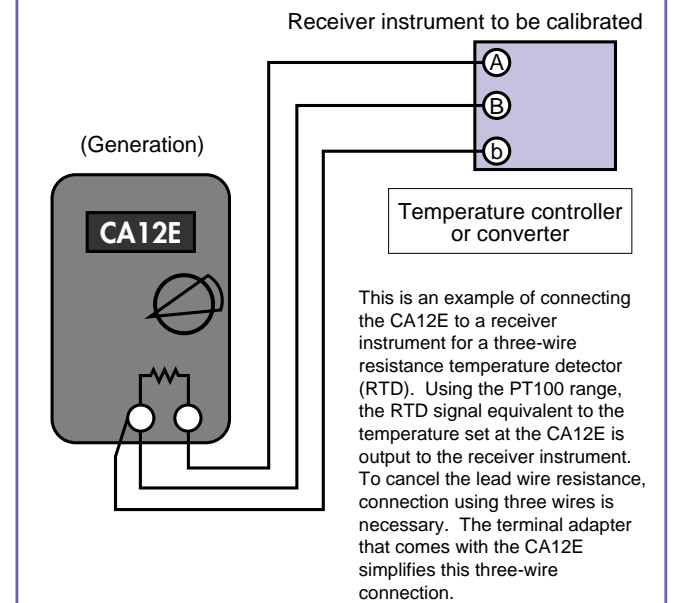 Receiver instrument to be calibrated
A
B
b
(Generation)
CA12E
Temperature controller
or converter
This is an example of connecting
the CA12E to a receiver
instrument for a three-wire
resistance temperature detector
(RTD).  Using the PT100 range,
the RTD signal equivalent to the
temperature set at the CA12E is
output to the receiver instrument.
To cancel the lead wire resistance,
connection using three wires is
necessary.  The terminal adapter
that comes with the CA12E
simplifies this three-wire
connection.